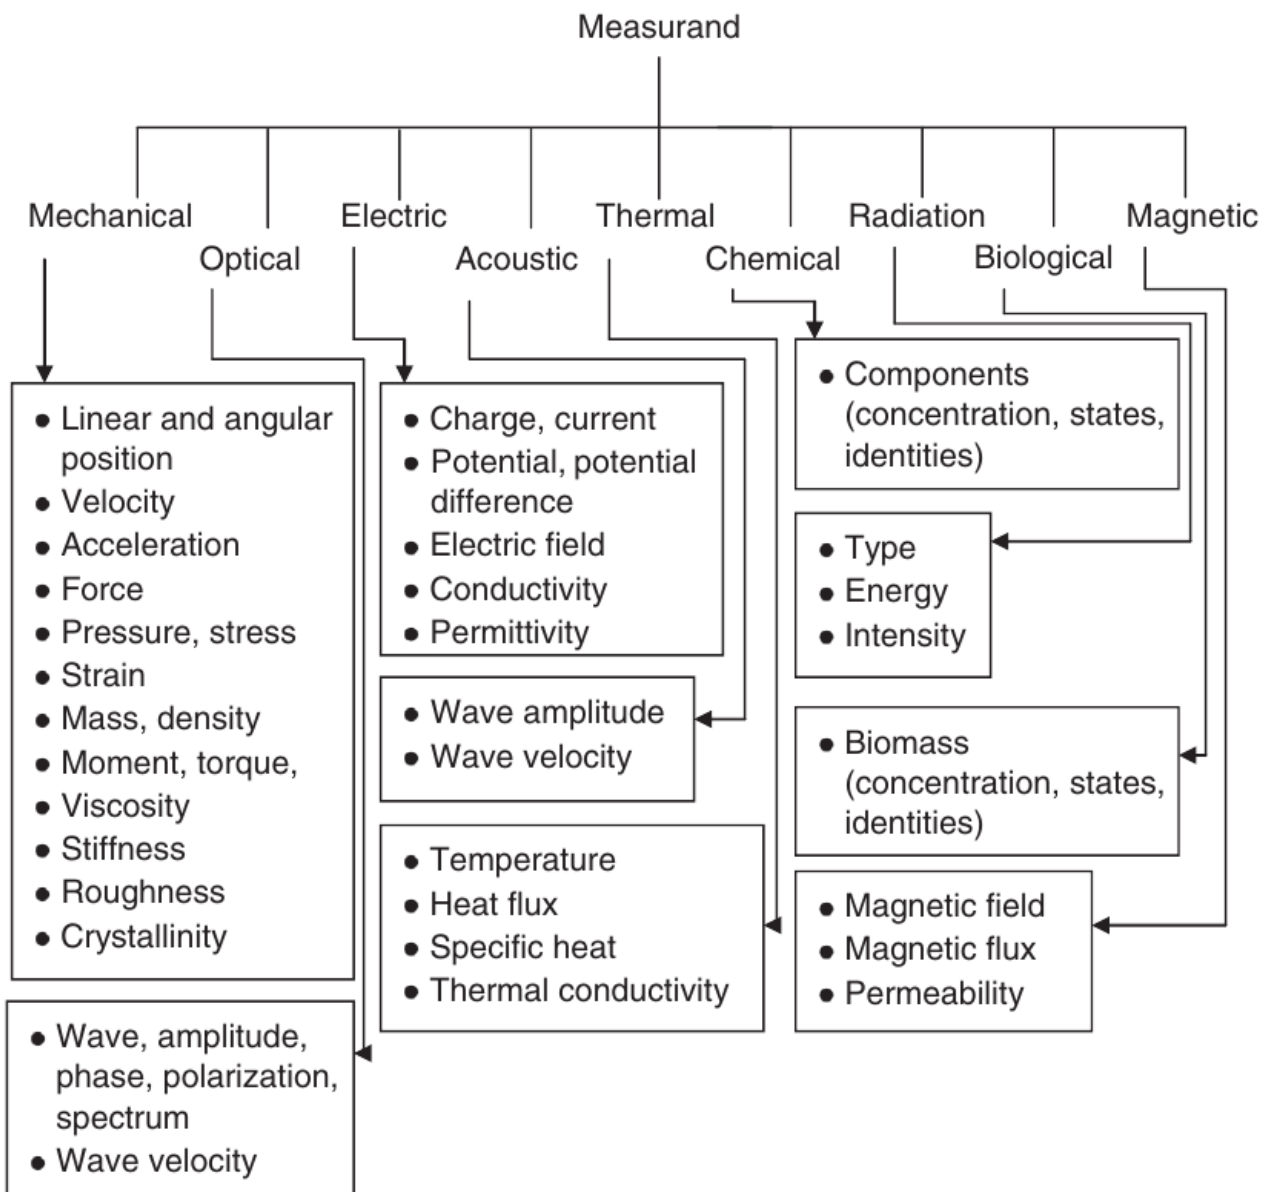 Measurand
Mechanical
Optical
Electric
Acoustic
Thermal
Chemical
Radiation
Biological
Magnetic
• Linear and angular
position
• Velocity
• Acceleration
• Force
• Pressure, stress
• Strain
• Mass, density
• Moment, torque,
• Viscosity
• Stiffness
• Roughness
• Crystallinity
• Wave, amplitude,
phase, polarization,
spectrum
• Wave velocity
• Charge, current
• Potential, potential
difference
• Electric field
• Conductivity
• Permittivity
• Wave amplitude
• Wave velocity
• Temperature
• Heat flux
• Specific heat
• Thermal conductivity
• Components
(concentration, states,
identities)
• Type
• Energy
• Intensity
• Biomass
(concentration, states,
identities)
• Magnetic field
• Magnetic flux
• Permeability